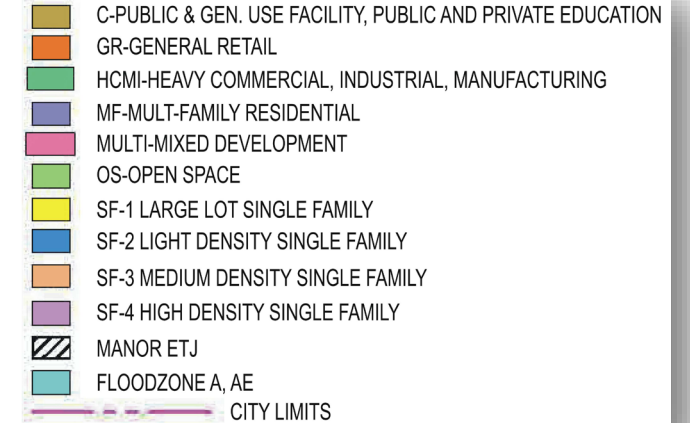 C-PUBLIC & GEN. USE FACILITY, PUBLIC AND PRIVATE EDUCATION
GR-GENERAL RETAIL
HCMI-HEAVY COMMERCIAL, INDUSTRIAL, MANUFACTURING
MF-MULT-FAMILY RESIDENTIAL
MULTI-MIXED DEVELOPMENT
OS-OPEN SPACE
SF-1 LARGE LOT SINGLE FAMILY
SF-2 LIGHT DENSITY SINGLE FAMILY
SF-3 MEDIUM DENSITY SINGLE FAMILY
SF-4 HIGH DENSITY SINGLE FAMILY
MANOR ETJ
FLOODZONE A, AE
CITY LIMITS